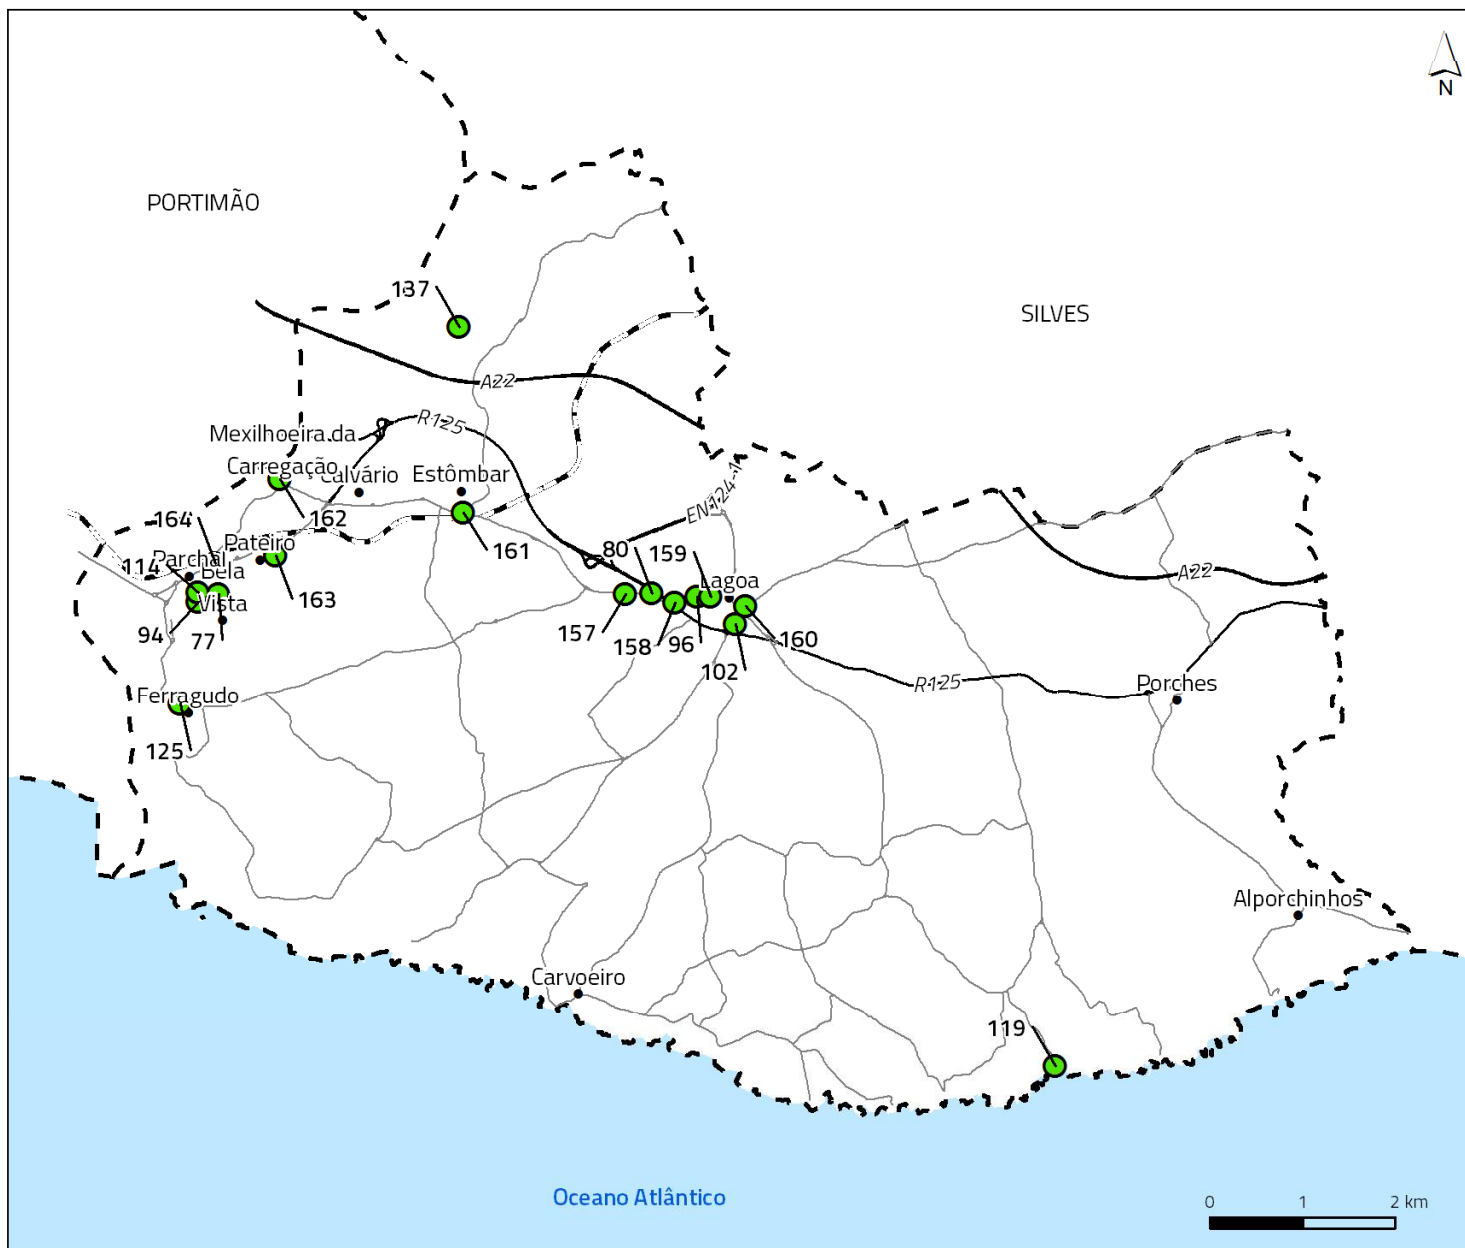 N
PORTIMÃO
137
SILVES
A22
R125
Mexilhoeira da
Carregação
Calvário
Estômbar
EN124-1
164
162
161
Patéiro
80
159
Parchal
114
Bela
Vista
Lagoa
A22
163
94
77
157
158
96
160
102
R125
Porches
Ferragudo
125
Alporchinhos
Carvoeiro
119
Oceano Atlântico
0 1 2 km